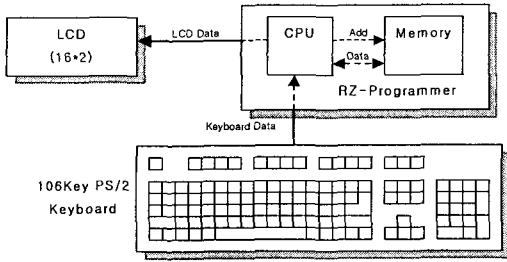 LCD
(16*2)
LCD Data
CPU
Add
Data
Memory
RZ-Programmer
Keyboard Data
106Key PS/2
Keyboard